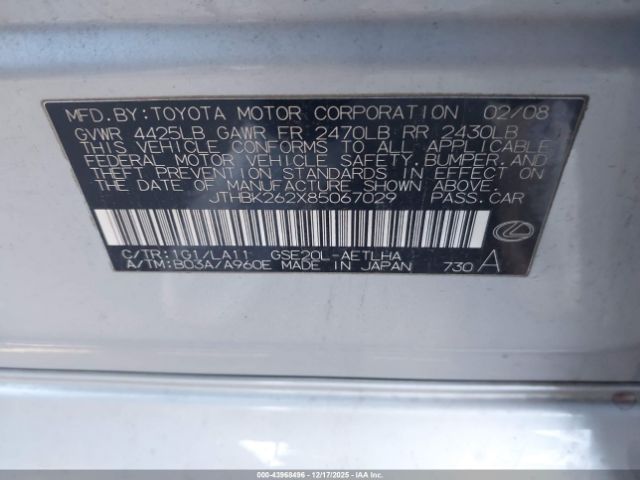 MFD.BY:TOYOTA MOTOR CORPORATION 02/08
GVWR 4425LB GAWR FR 2470LB RR 2430LB
THIS VEHICLE CONFORMS TO ALL APPLICABLE
FEDERAL MOTOR VEHICLE SAFETY,BUMPER,AND
THEFT PREVENTION STANDARDS IN EFFECT ON
THE DATE OF MANUFACTURE SHOWN ABOVE.
JTHBK262X85067029 PASS.CAR
C/TR:1G1/LA11 GSE20L-AETLHA
A/TM:B03A/A960E MADE IN JAPAN 730 A
000-43968496 - 12/17/2025 - © IAA Holdings, LLC